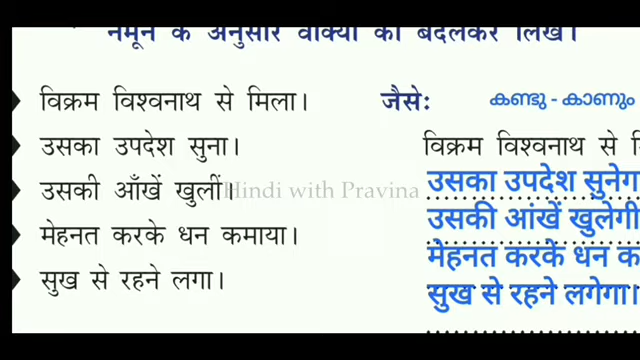 नमूने के अनुसार वाक्यों को बदलकर लिखें।
विक्रम विश्वनाथ से मिला। जैसे: കണ്ടു - കാണും
उसका उपदेश सुना। विक्रम विश्वनाथ से
उसकी आँखें खुलीं। Hindi with Pravina उसका उपदेश सुनेग
उसकी आंखें खुलेगी
मेहनत करके धन कमाया। मेहनत करके धन क
सुख से रहने लगा। सुख से रहने लगेगा।